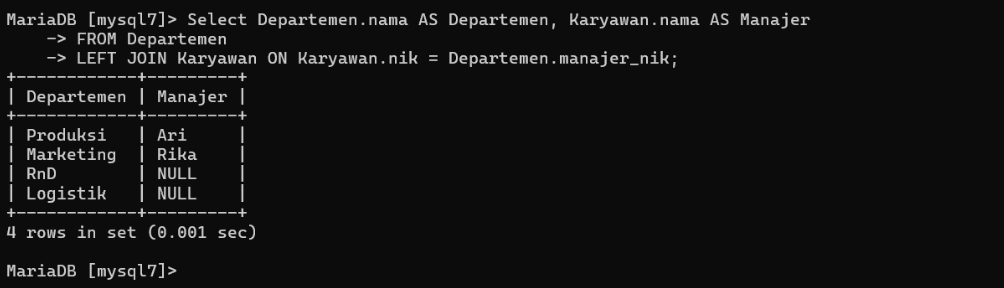 MariaDB [mysql7]> Select Departemen.nama AS Departemen, Karyawan.nama AS Manajer
    -> FROM Departemen
    -> LEFT JOIN Karyawan ON Karyawan.nik = Departemen.manajer_nik;
+------------+---------+
| Departemen | Manajer |
+------------+---------+
| Produksi   | Ari     |
| Marketing  | Rika    |
| RnD        | NULL    |
| Logistik   | NULL    |
+------------+---------+
4 rows in set (0.001 sec)

MariaDB [mysql7]>